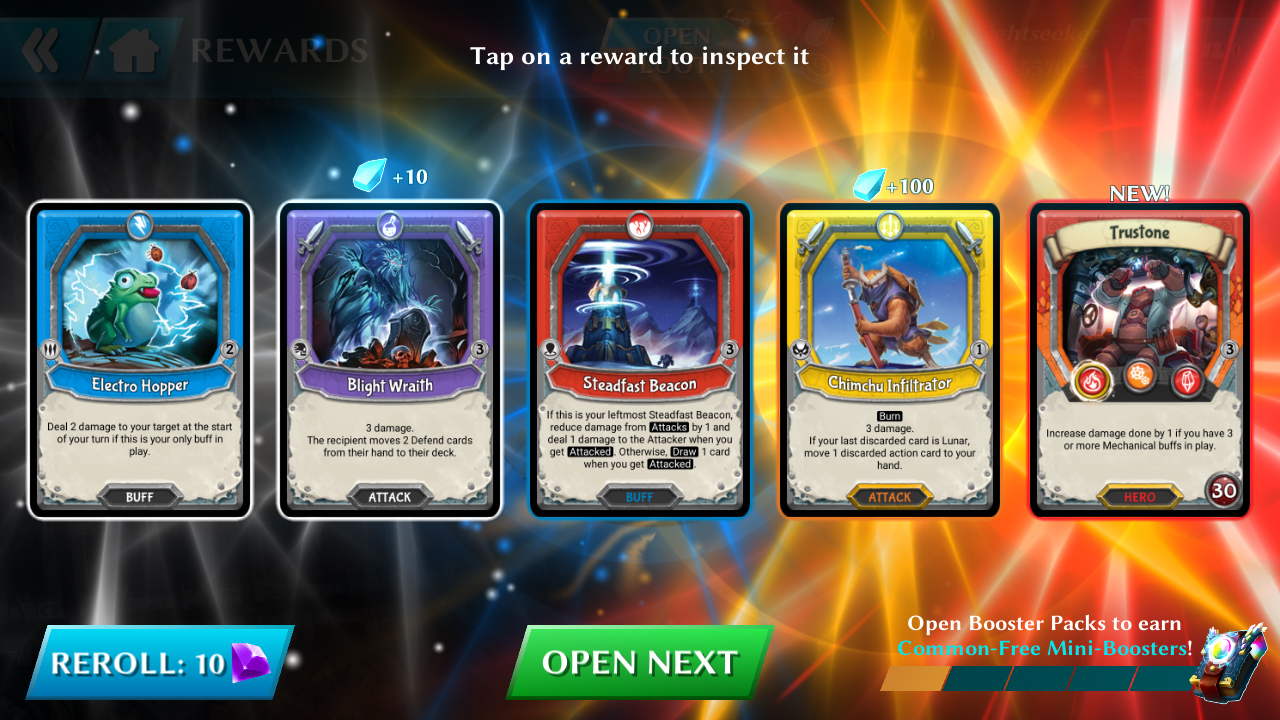 REWARDS
OPEN
Tap on a reward to inspect it
+10
+100
NEW!
2
Electro Hopper
Deal 2 damage to your target at the start
of your turn if this is your only buff in
play.
BUFF
3
Blight Wraith
3 damage.
The recipient moves 2 Defend cards
from their hand to their deck.
ATTACK
3
Steadfast Beacon
If this is your leftmost Steadfast Beacon,
reduce damage from Attacks by 1 and
deal 1 damage to the Attacker when you
get Attacked. Otherwise, Draw 1 card
when you get Attacked.
BUFF
1
Chimchu Infiltrator
Burn
3 damage.
If your last discarded card is Lunar,
move 1 discarded action card to your
hand.
ATTACK
Trustone
3
Increase damage done by 1 if you have 3
or more Mechanical buffs in play.
HERO
30
REROLL: 10
OPEN NEXT
Open Booster Packs to earn
Common-Free Mini-Boosters!